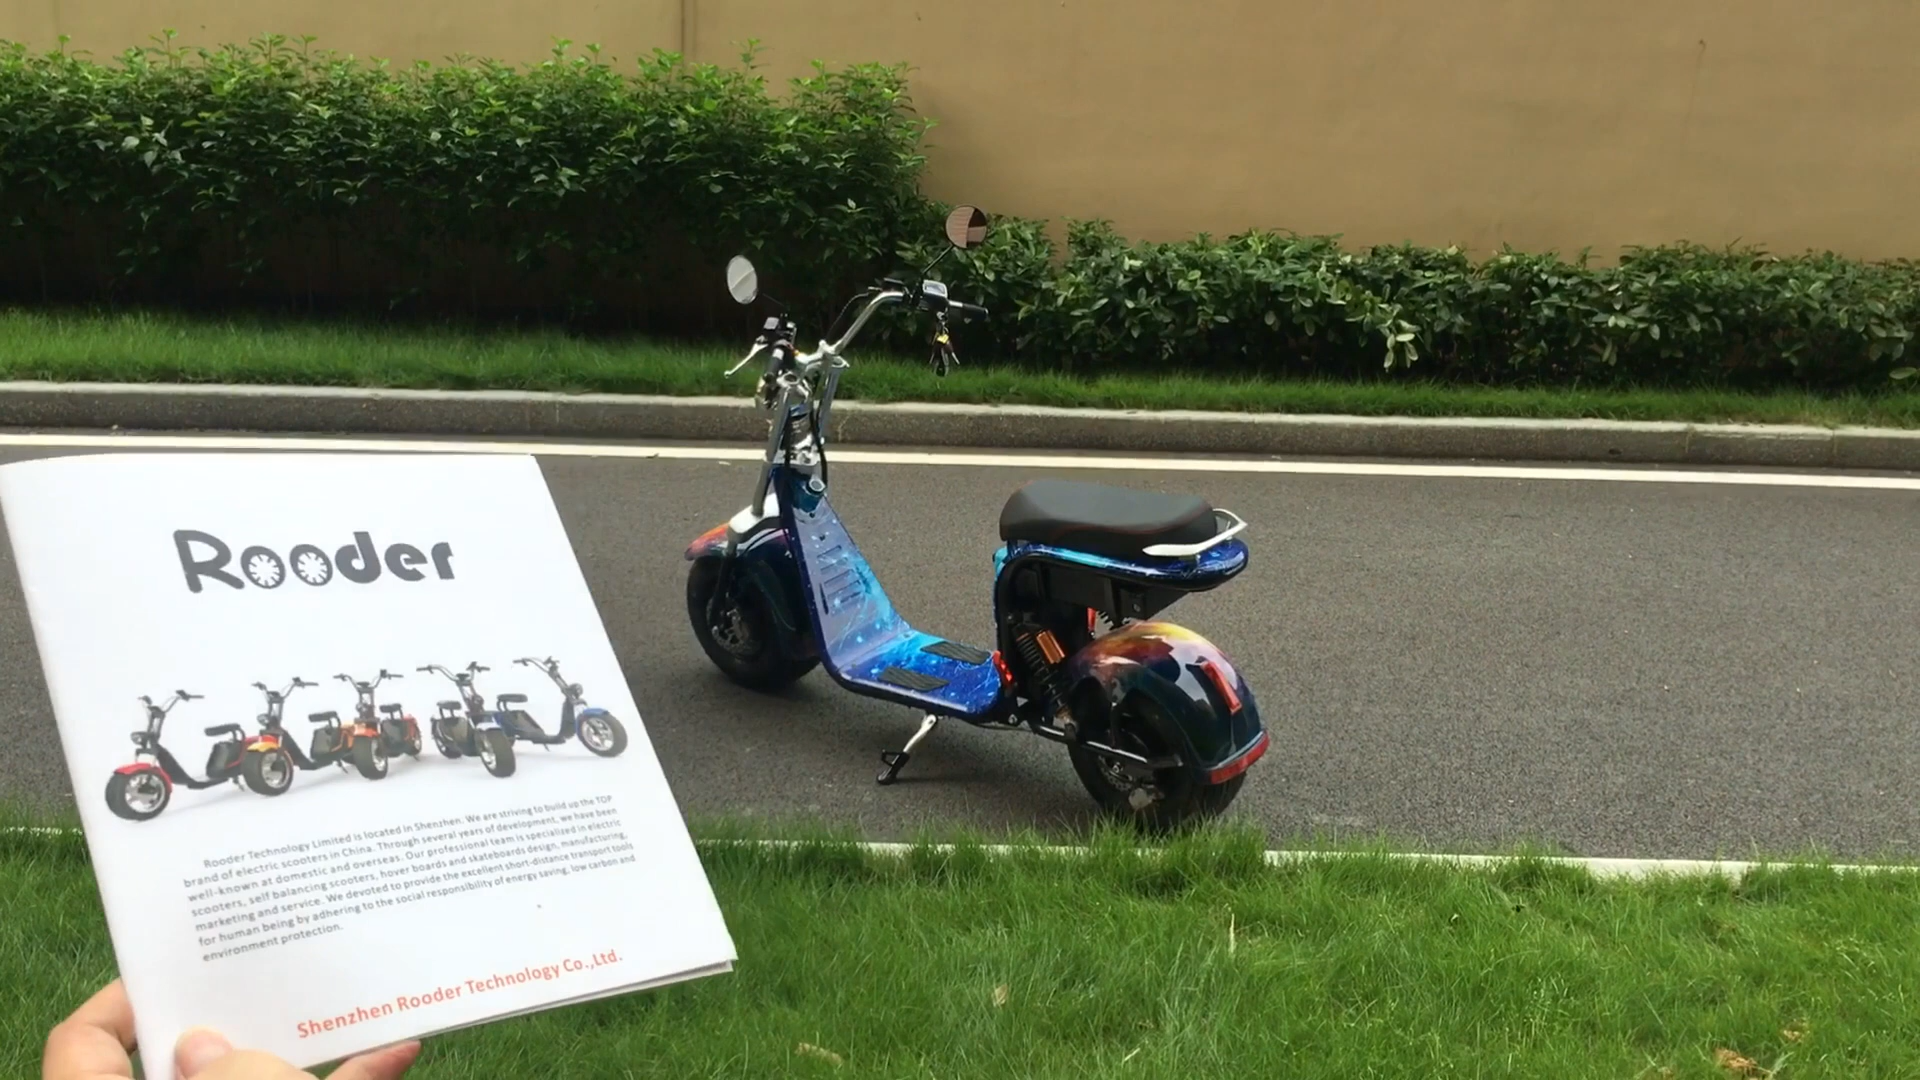 Rooder
Rooder Technology Limited is located in Shenzhen. We are striving to build up the TOP
brand of electric scooters in China. Through several years of development, we have been
well-known at domestic and overseas. Our professional team is specialized in electric
scooters, self balancing scooters, hover boards and skateboards design, manufacturing,
marketing and service. We devoted to provide the excellent short-distance transport tools
for human being by adhering to the social responsibility of energy saving, low carbon and
environment protection.
Shenzhen Rooder Technology Co.,Ltd.